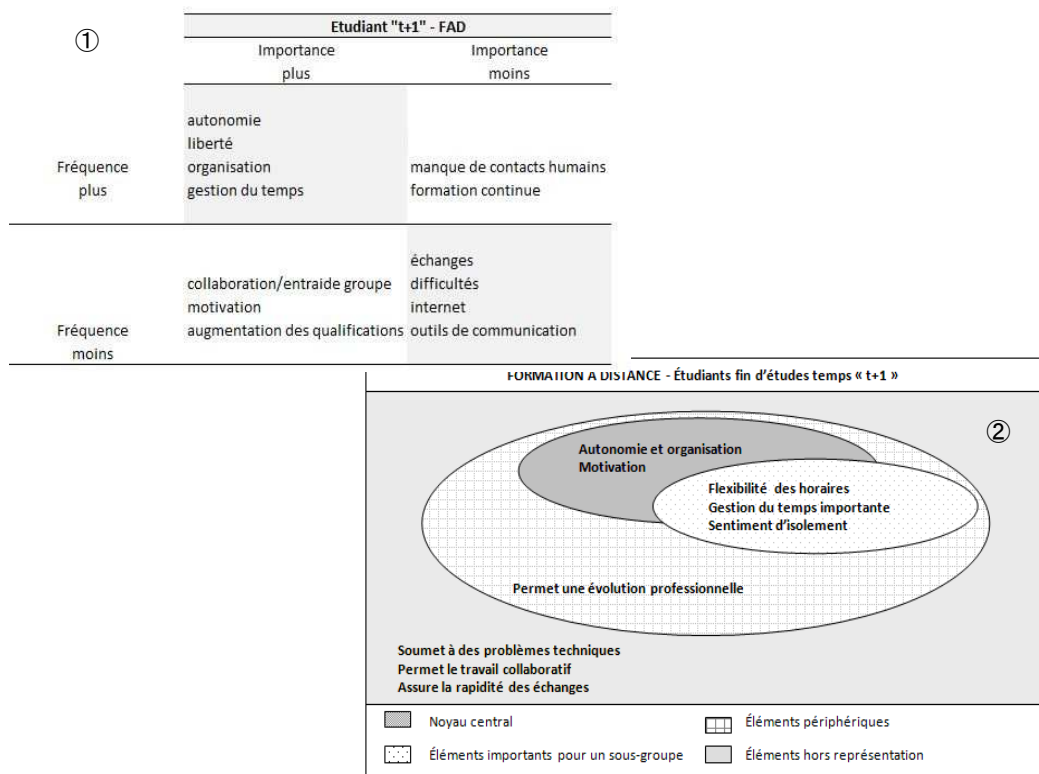 ①
Etudiant "t+1" - FAD
Importance plus
Importance moins
Fréquence plus
autonomie
liberté
organisation
gestion du temps
manque de contacts humains
formation continue
Fréquence moins
collaboration/entraide groupe
motivation
augmentation des qualifications
échanges
difficultés
internet
outils de communication
FORMATION A DISTANCE - Étudiants fin d'études temps « t+1 »
②
Autonomie et organisation
Motivation
Flexibilité des horaires
Gestion du temps importante
Sentiment d'isolement
Permet une évolution professionnelle
Soumet à des problèmes techniques
Permet le travail collaboratif
Assure la rapidité des échanges
Noyau central
Éléments périphériques
Éléments importants pour un sous-groupe
Éléments hors représentation